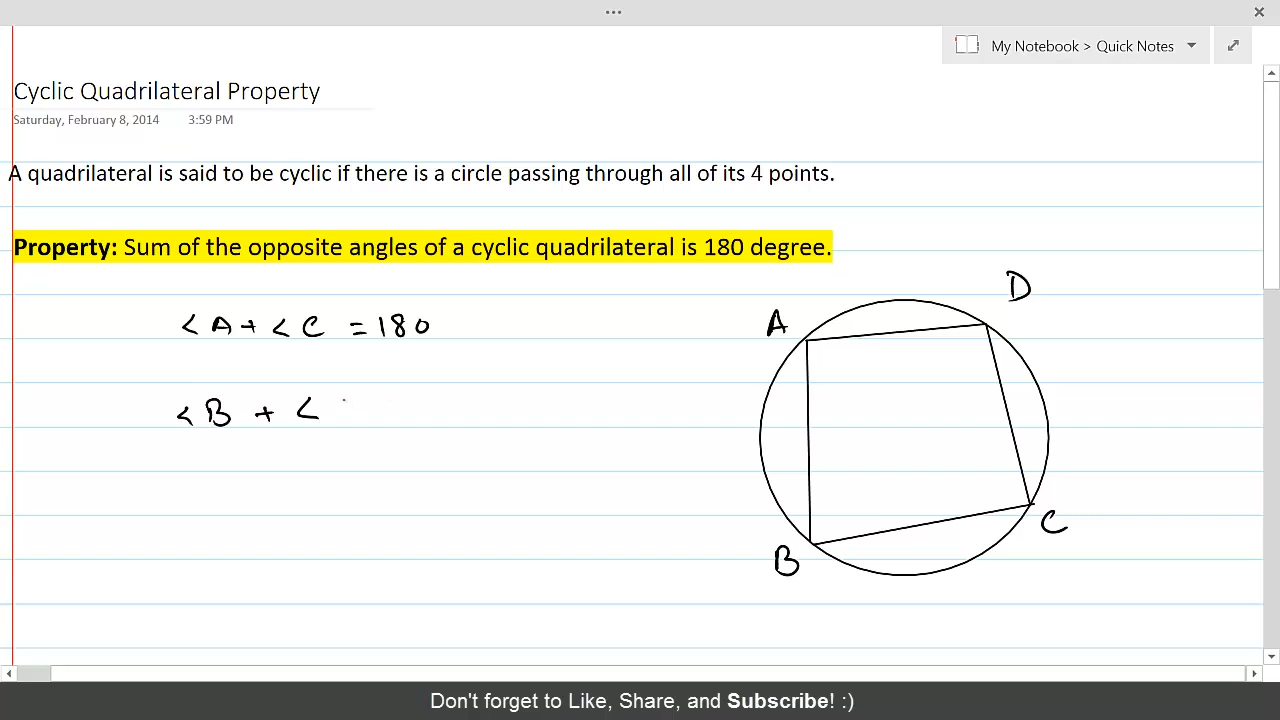 ...
My Notebook > Quick Notes
Cyclic Quadrilateral Property
Saturday, February 8, 2014 3:59 PM
A quadrilateral is said to be cyclic if there is a circle passing through all of its 4 points.
Property: Sum of the opposite angles of a cyclic quadrilateral is 180 degree.
< A + < C = 180
< B + <
D
A
C
B
Don't forget to Like, Share, and Subscribe! :)